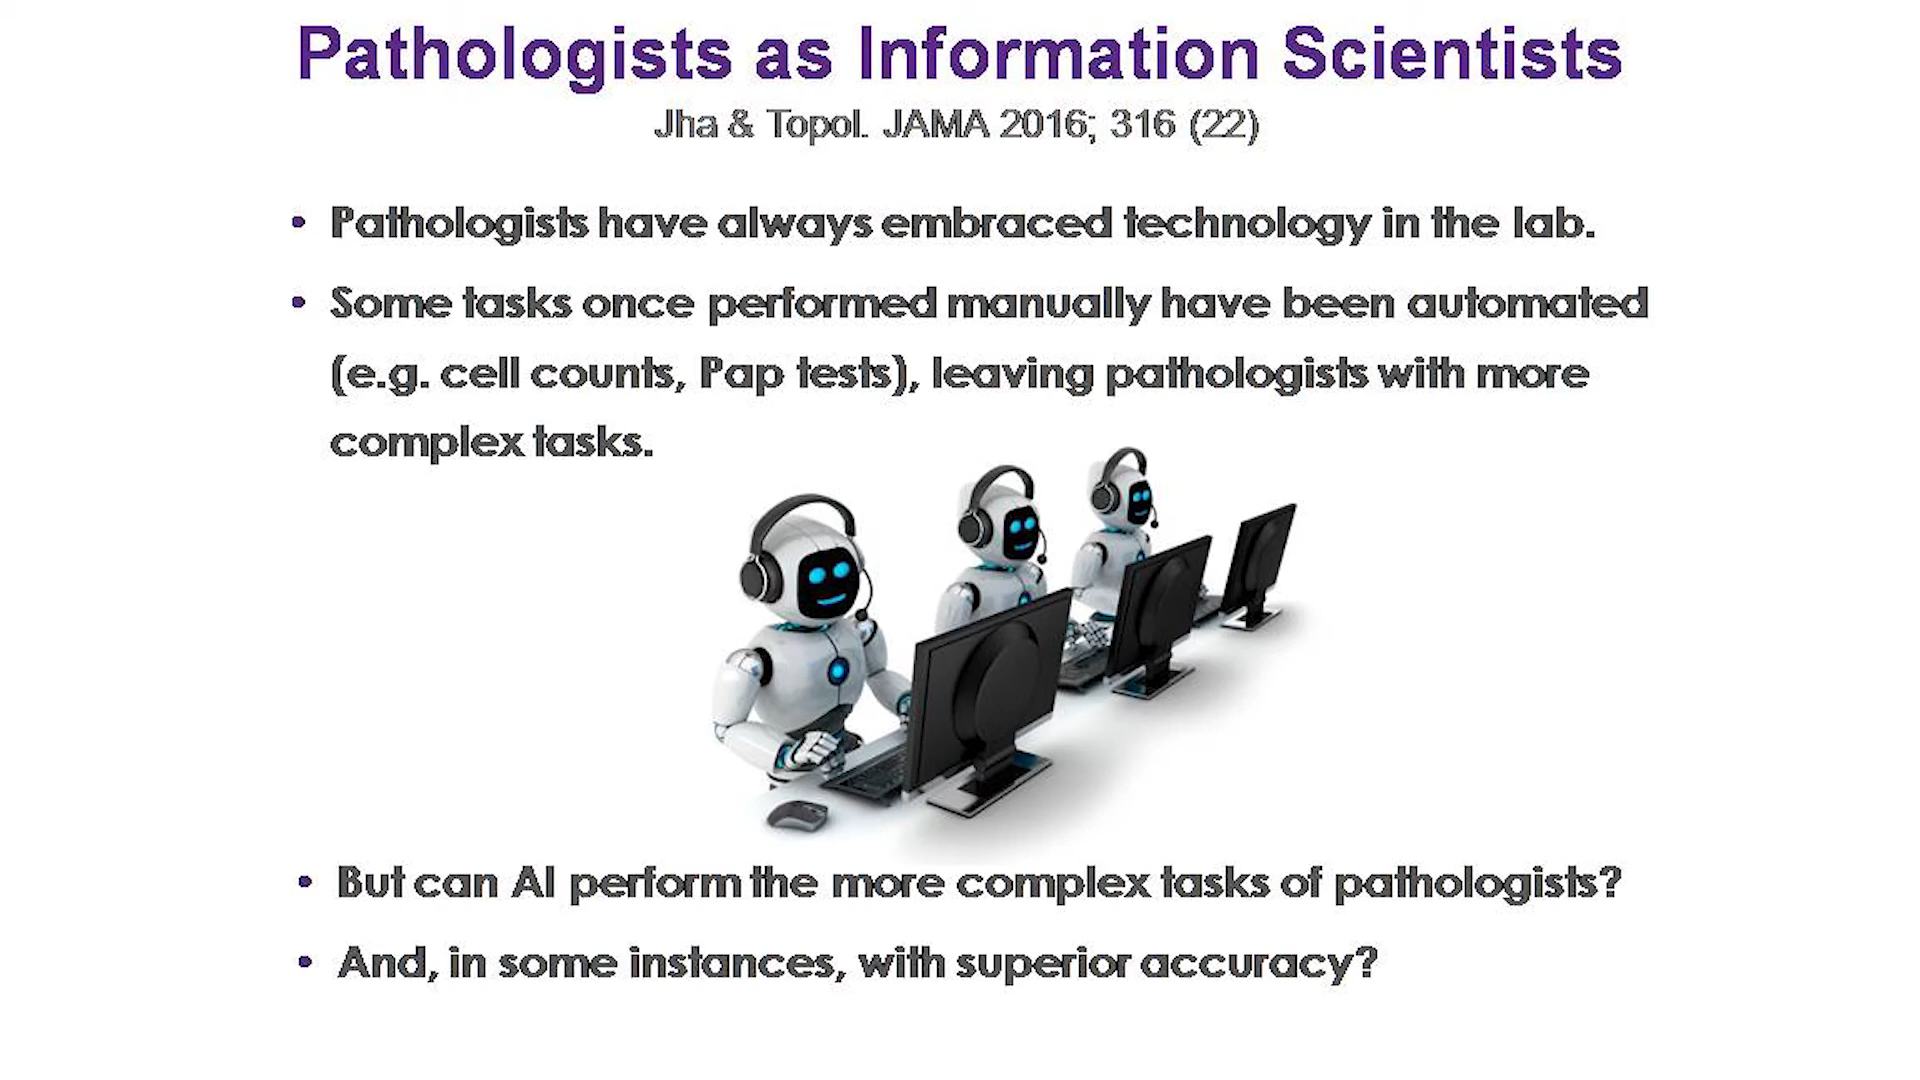 Pathologists as Information Scientists
Jha & Topol. JAMA 2016; 316 (22)
• Pathologists have always embraced technology in the lab.
• Some tasks once performed manually have been automated
(e.g. cell counts, Pap tests), leaving pathologists with more
complex tasks.
• But can AI perform the more complex tasks of pathologists?
• And, in some instances, with superior accuracy?